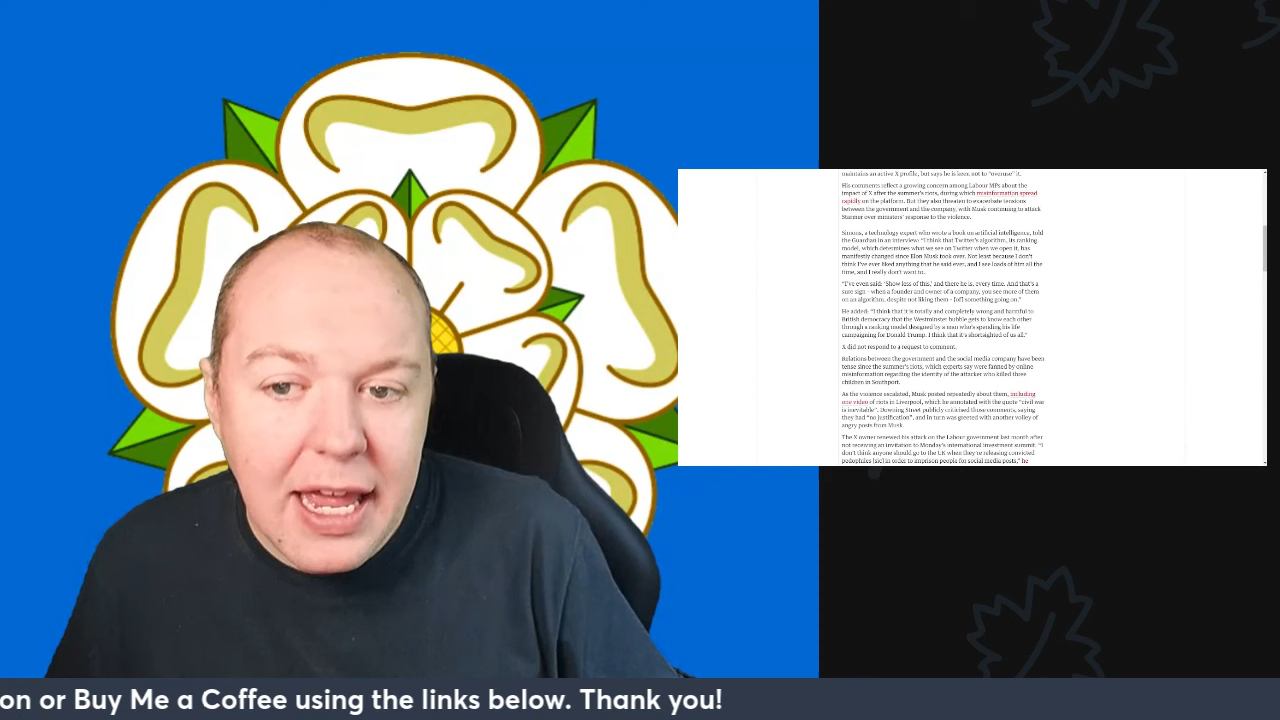 maintains an active X profile, but says he is keen not to "overuse" it.
His comments reflect a growing concern among Labour MPs about the
impact of X after the summer's riots, during which misinformation spread
rapidly on the platform. But they also threaten to exacerbate tensions
between the government and the company, with Musk continuing to attack
Starmer over ministers' response to the violence.
Simons, a technology expert who wrote a book on artificial intelligence, told
the Guardian in an interview: "I think that Twitter's algorithm, its ranking
model, which determines what we see on Twitter when we open it, has
manifestly changed since Elon Musk took over. Not least because I don't
think I've ever liked anything that he said ever, and I see loads of him all the
time, and I really don't want to.
"I've even said: 'Show less of this,' and there he is, every time. And that's a
sure sign – when a founder and owner of a company, you see more of them
on an algorithm, despite not liking them – [of] something going on."
He added: "I think that it is totally and completely wrong and harmful to
British democracy that the Westminster bubble gets to know each other
through a ranking model designed by a man who's spending his life
campaigning for Donald Trump. I think that it's shortsighted of us all."
X did not respond to a request to comment.
Relations between the government and the social media company have been
tense since the summer's riots, which experts say were fanned by online
misinformation regarding the identity of the attacker who killed three
children in Southport.
As the violence escalated, Musk posted repeatedly about them, including
one video of riots in Liverpool, which he annotated with the quote "civil war
is inevitable". Downing Street publicly criticised those comments, saying
they had "no justification", and in turn was greeted with another volley of
angry posts from Musk.
The X owner renewed his attack on the Labour government last month after
not receiving an invitation to Monday's international investment summit. "I
don't think anyone should go to the UK when they're releasing convicted
pedophiles [sic] in order to imprison people for social media posts," he
on or Buy Me a Coffee using the links below. Thank you!